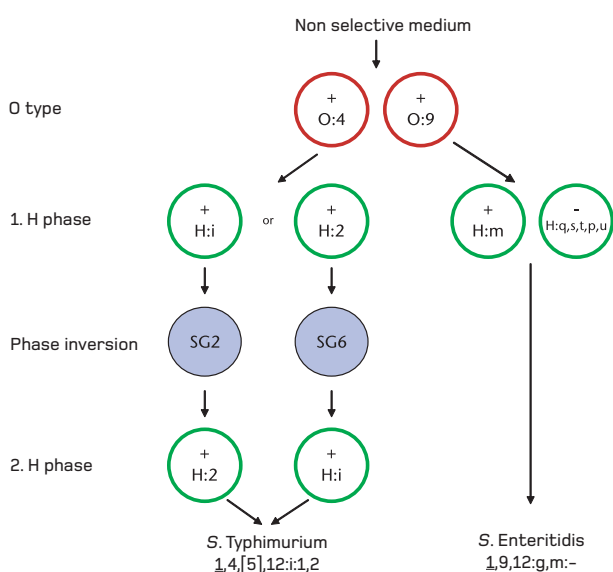 Non selective medium
O type
+
O:4
+
O:9
1. H phase
+
H:i
or
+
H:2
+
H:m
-
H:q,s,t,p,u
Phase inversion
SG2
SG6
2. H phase
+
H:2
+
H:i
S. Typhimurium
1,4,[5],12:i:1,2
S. Enteritidis
1,9,12:g,m:–